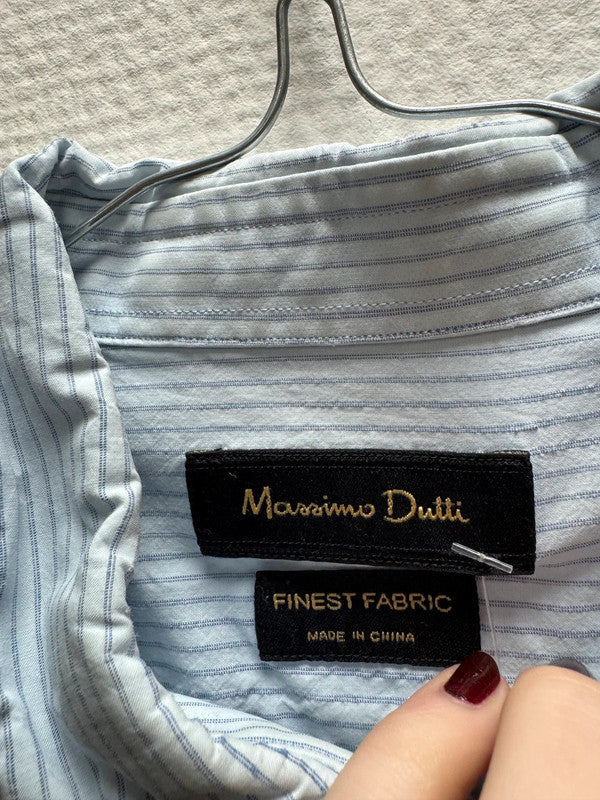 Massimo Dutti
FINEST FABRIC
MADE IN CHINA